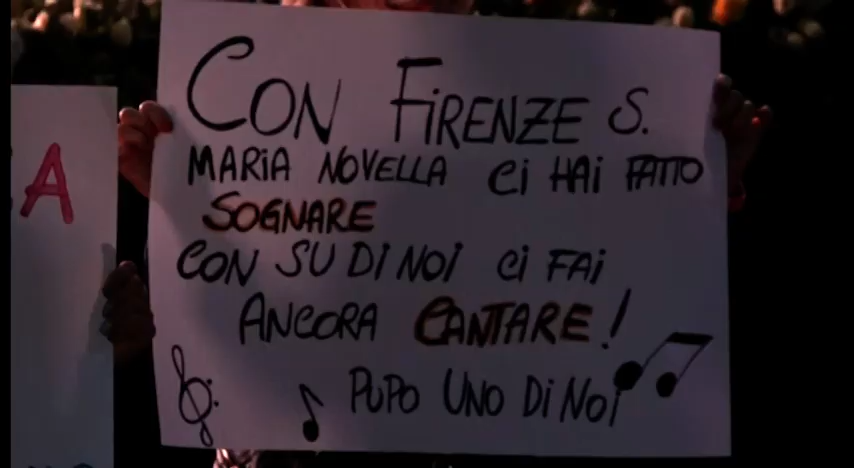 CON FiRENZE S.
MARiA NOVELLA Ci HAi FATTO
SOGNARE
CON SU Di NOi Ci FAi
ANCORA CANTARE!
PUPO UNO Di NOi
A